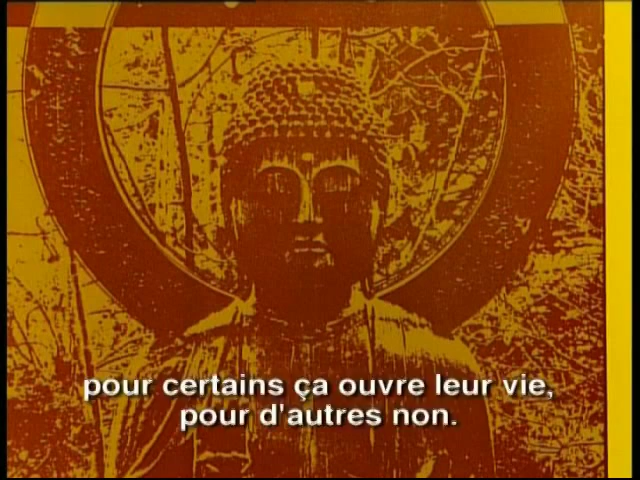 pour certains ça ouvre leur vie,
pour d'autres non.